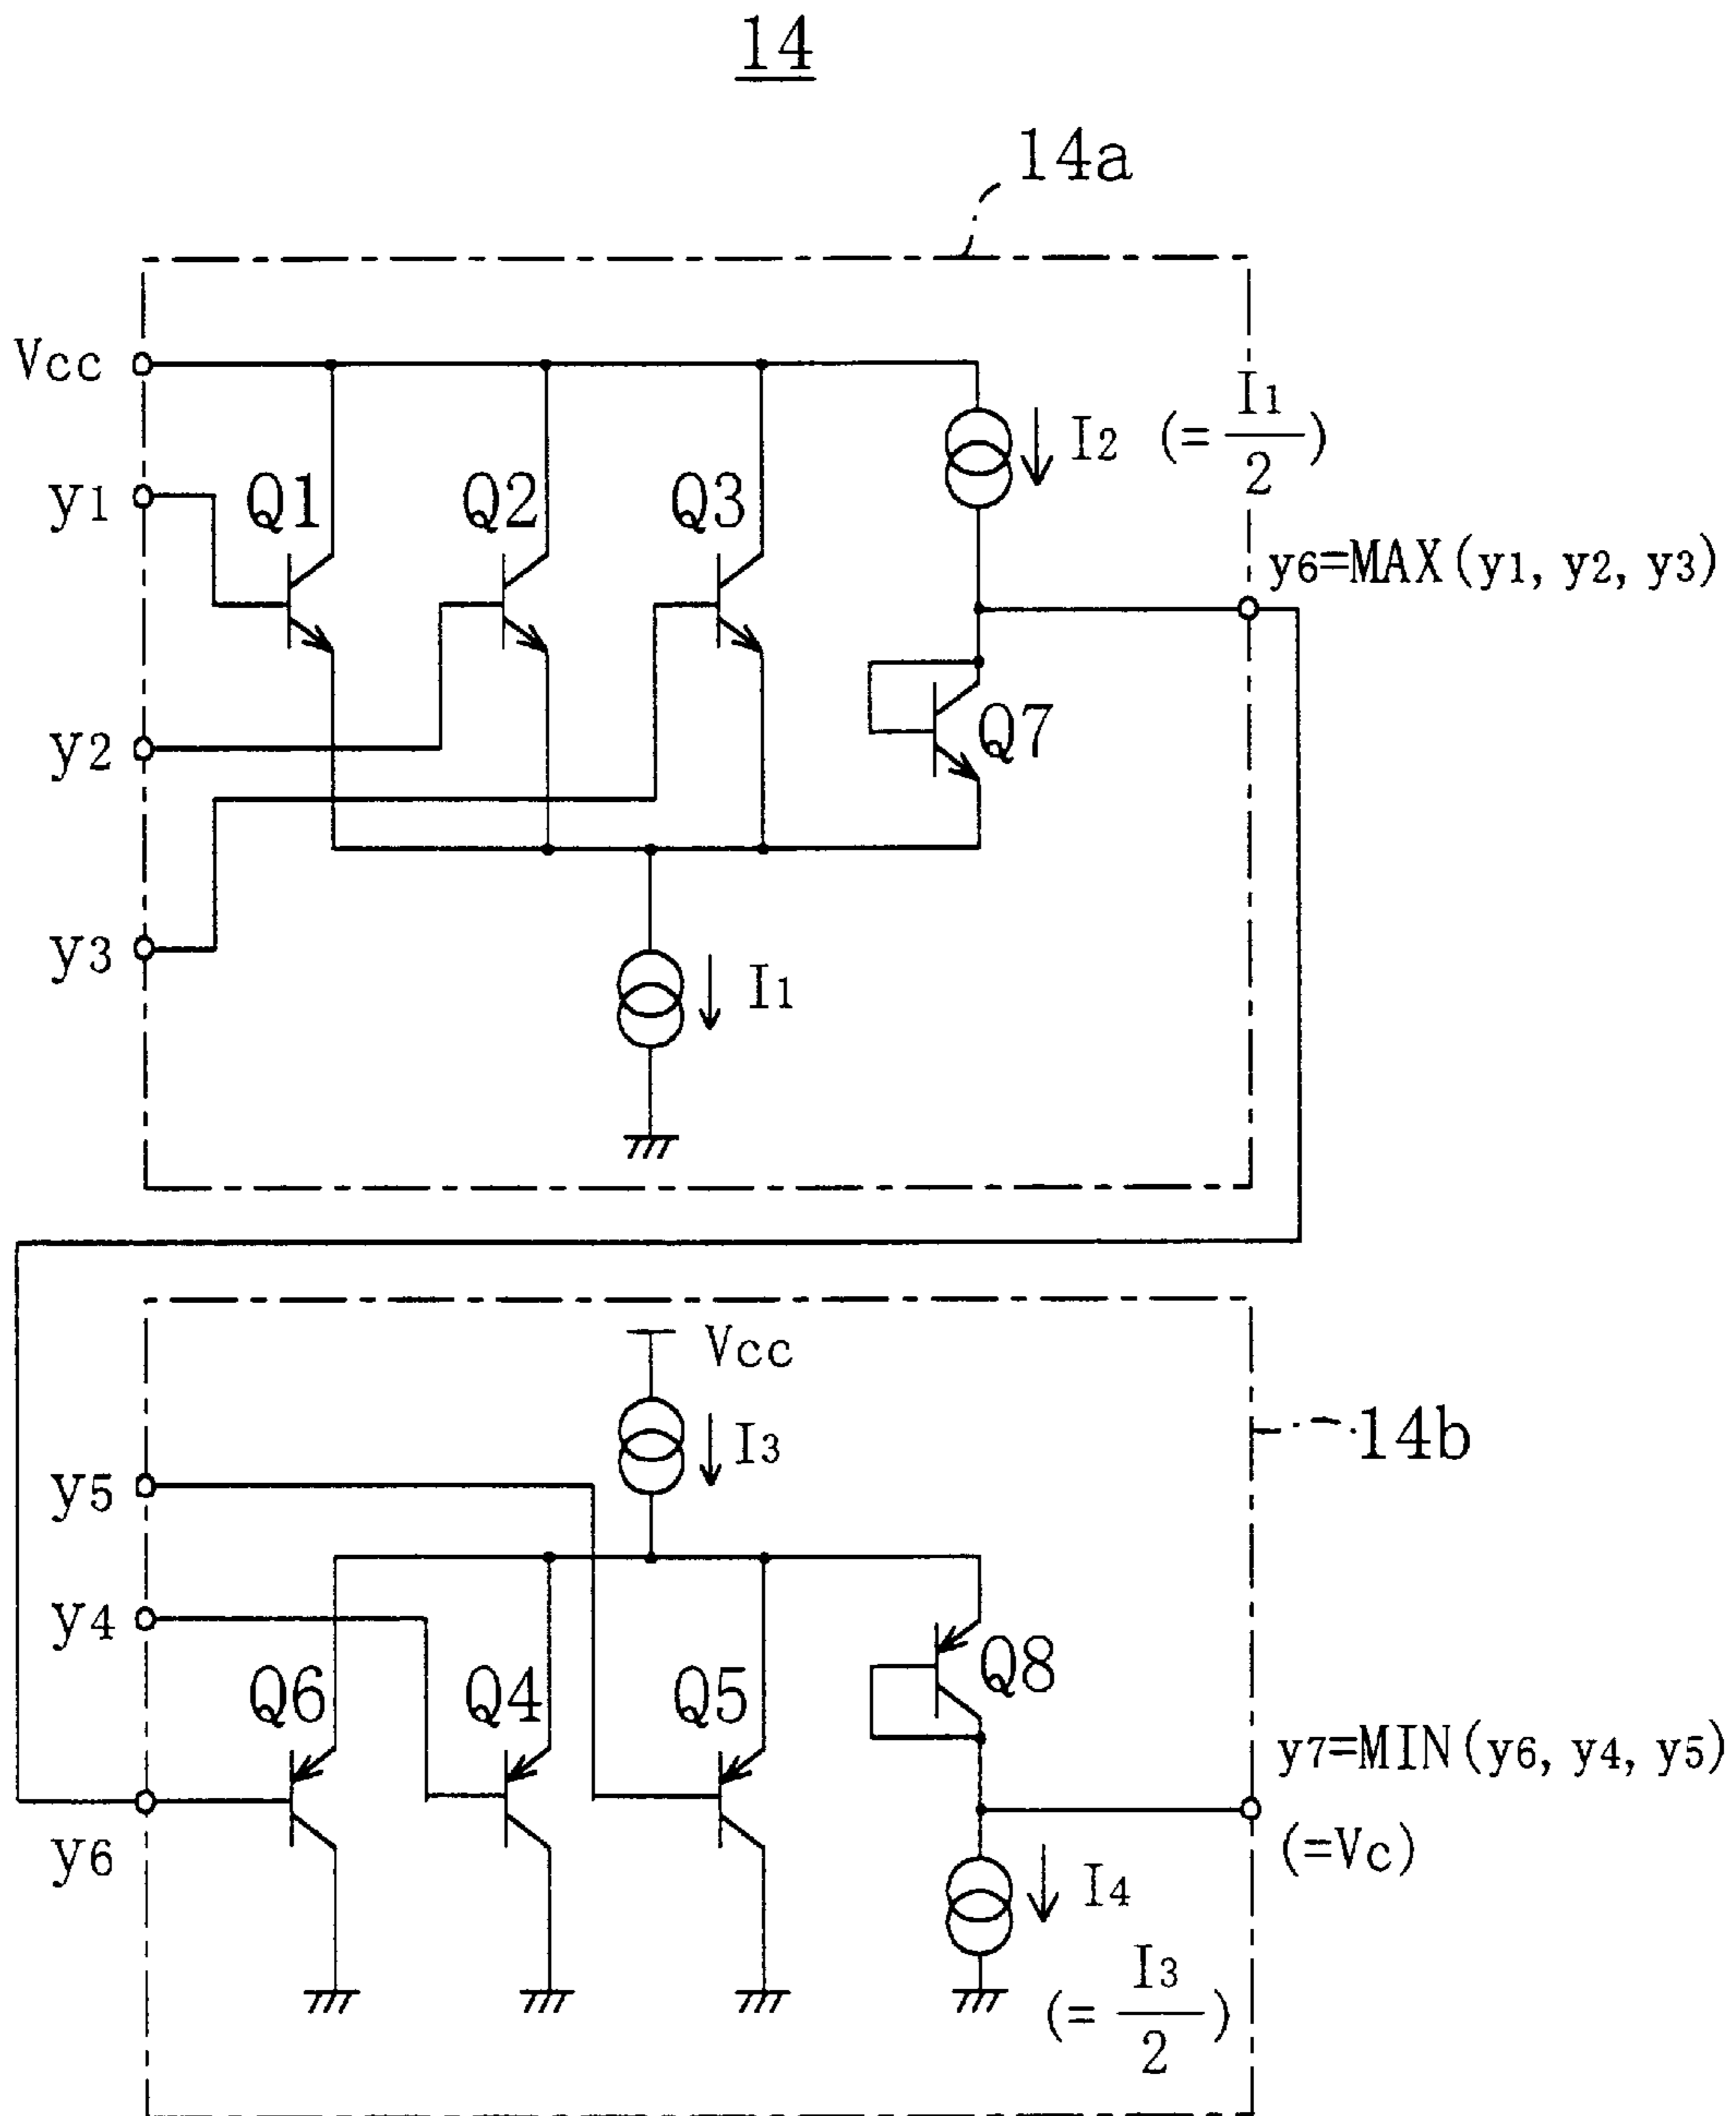 14
14a
Vcc
I2 (= I1/2)
y1
Q1
Q2
Q3
y6=MAX(y1, y2, y3)
y2
Q7
y3
I1
Vcc
14b
I3
y5
y4
Q6
Q4
Q5
Q8
y7=MIN(y6, y4, y5)
y6
(=Vc)
I4
(= I3/2)